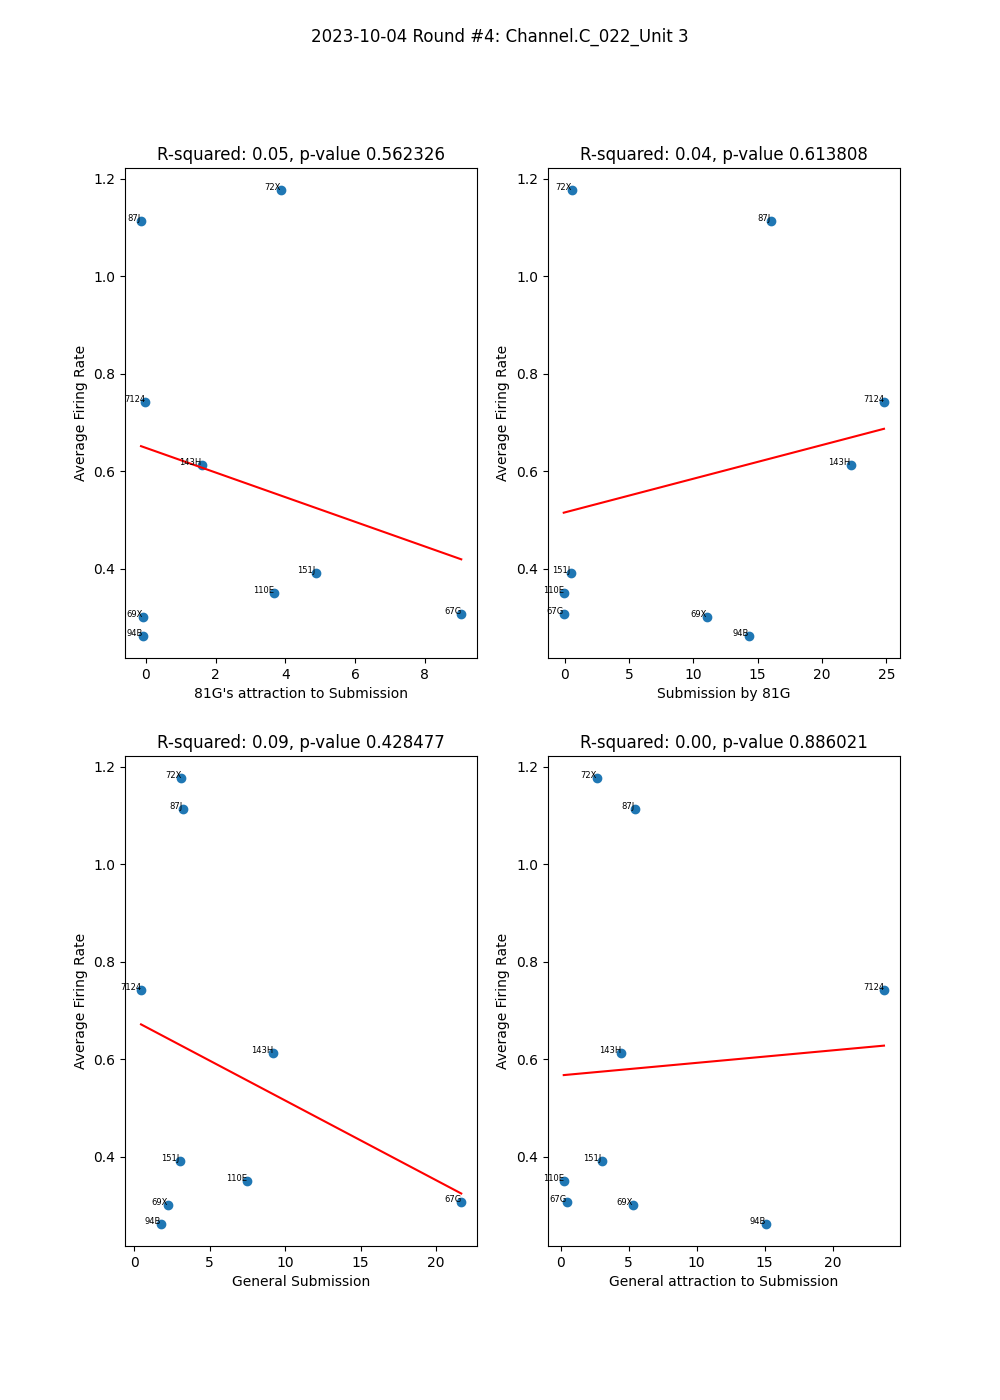 2023-10-04 Round #4: Channel.C_022_Unit 3
R-squared: 0.05, p-value 0.562326
1.2
1.0
0.8
0.6
0.4
Average Firing Rate
72X
87J
7124
143H
151J
110E
69X
67G
94B
0 2 4 6 8
81G's attraction to Submission
R-squared: 0.04, p-value 0.613808
1.2
1.0
0.8
0.6
0.4
Average Firing Rate
72X
87J
7124
143H
151J
110E
67G
69X
94B
0 5 10 15 20 25
Submission by 81G
R-squared: 0.09, p-value 0.428477
1.2
1.0
0.8
0.6
0.4
Average Firing Rate
72X
87J
7124
143H
151J
110E
69X
67G
94B
0 5 10 15 20
General Submission
R-squared: 0.00, p-value 0.886021
1.2
1.0
0.8
0.6
0.4
Average Firing Rate
72X
87J
7124
143H
151J
110E
67G
69X
94B
0 5 10 15 20
General attraction to Submission